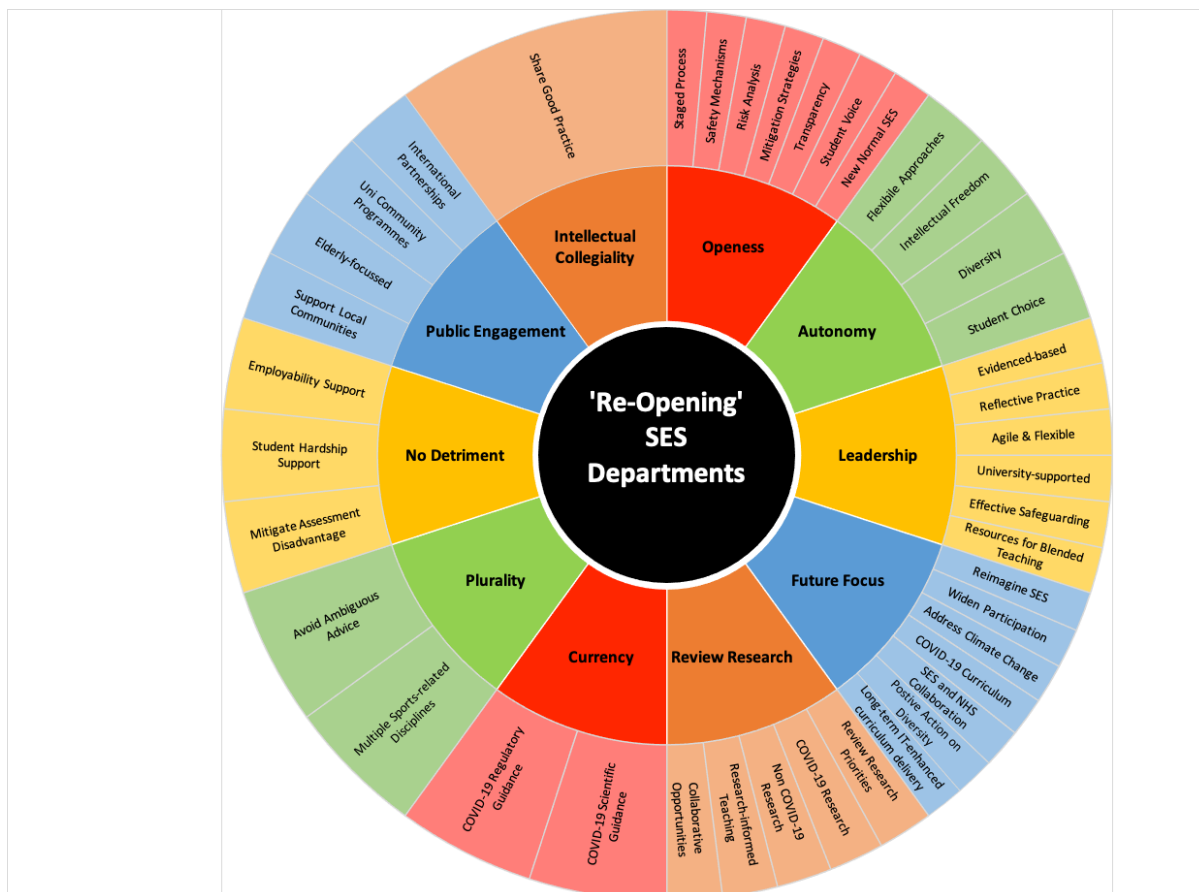 'Re-Opening'
SES
Departments
Openess
Staged Process
Safety Mechanisms
Risk Analysis
Mitigation Strategies
Transparency
Student Voice
New Normal SES
Autonomy
Flexibile Approaches
Intellectual Freedom
Diversity
Student Choice
Leadership
Evidenced-based
Reflective Practice
Agile & Flexible
University-supported
Effective Safeguarding
Resources for Blended
Teaching
Future Focus
Reimagine SES
Widen Participation
Address Climate Change
COVID-19 Curriculum
SES and NHS
Collaboration
Postive Action on
Diversity
Long-term IT-enhanced
curriculum delivery
Review Research
Review Research
Priorities
COVID-19 Research
Non COVID-19
Research
Research-informed
Teaching
Collaborative
Opportunities
Currency
COVID-19 Scientific
Guidance
COVID-19 Regulatory
Guidance
Plurality
Multiple Sports-related
Disciplines
Avoid Ambiguous
Advice
No Detriment
Mitigate Assessment
Disadvantage
Student Hardship
Support
Employability Support
Public Engagement
Support Local
Communities
Elderly-focussed
Uni Community
Programmes
International
Partnerships
Intellectual
Collegiality
Share Good Practice